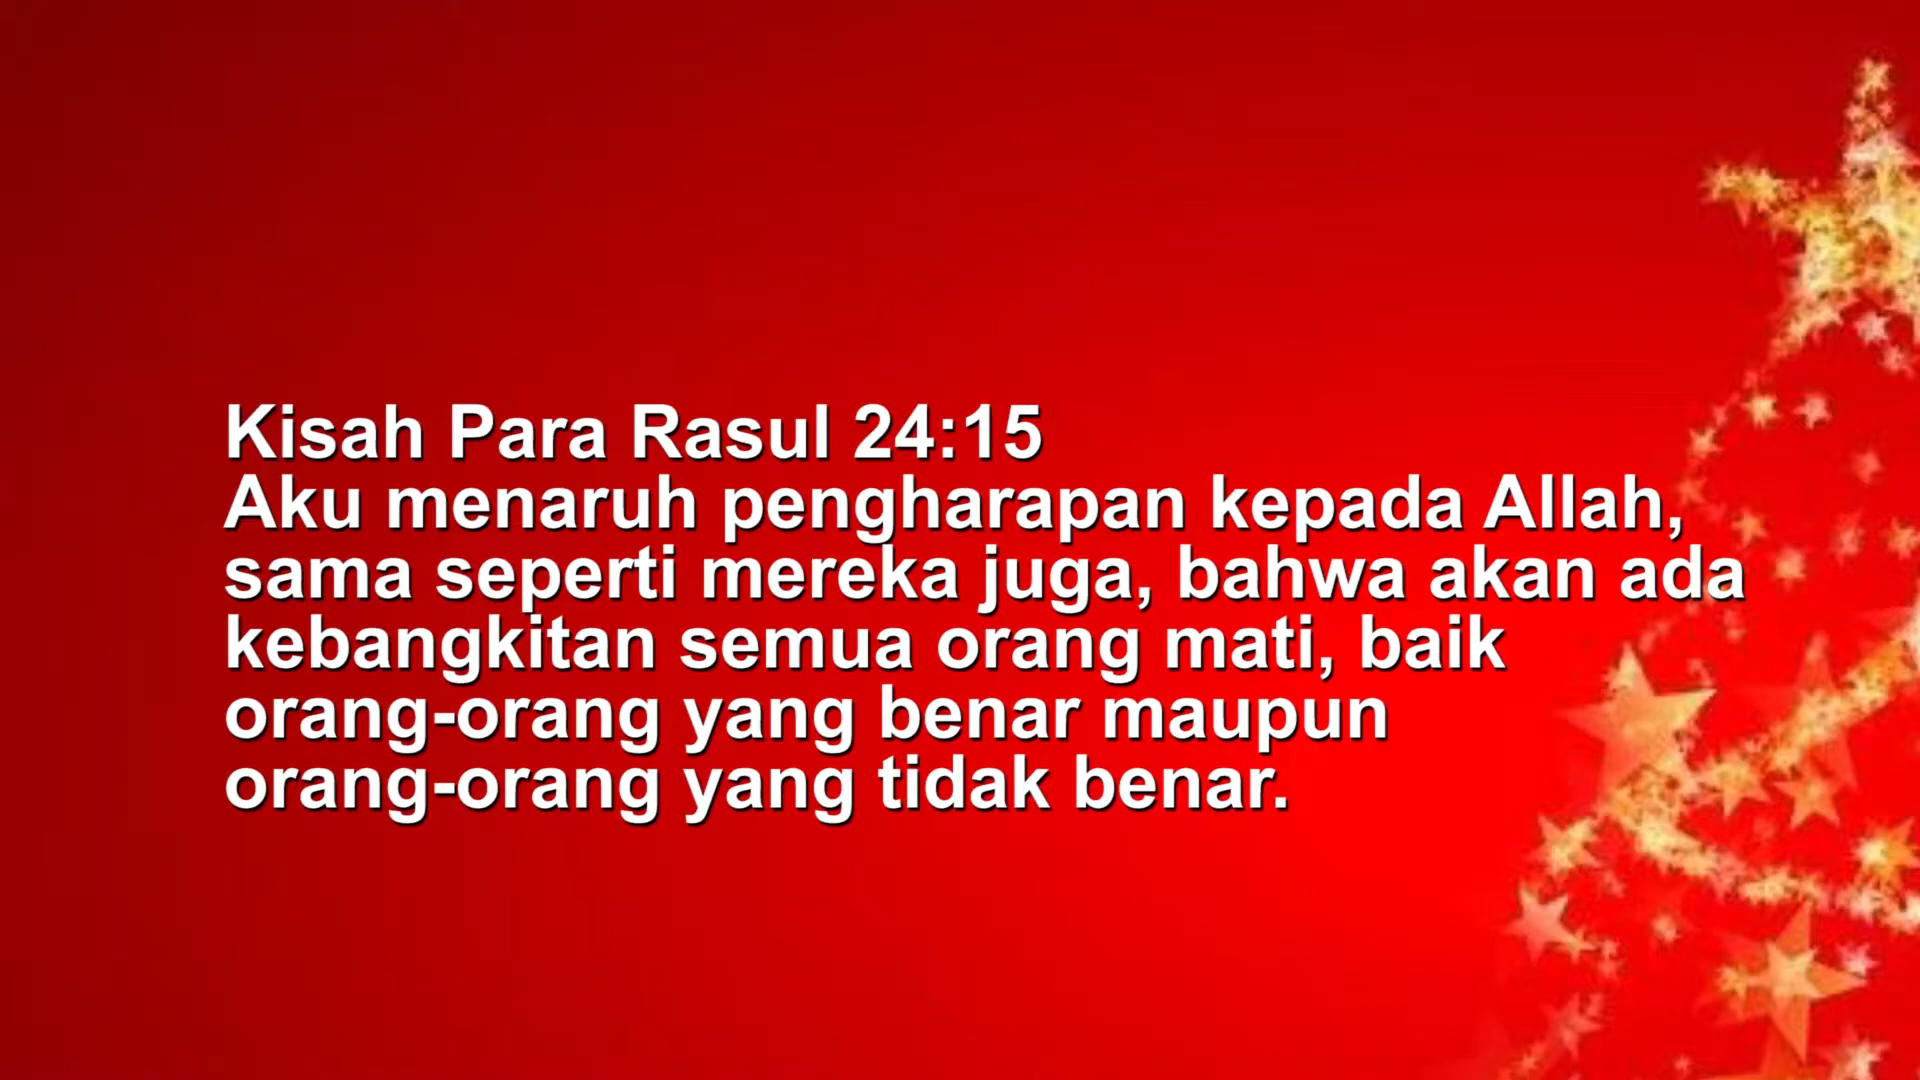 Kisah Para Rasul 24:15
Aku menaruh pengharapan kepada Allah,
sama seperti mereka juga, bahwa akan ada
kebangkitan semua orang mati, baik
orang-orang yang benar maupun
orang-orang yang tidak benar.